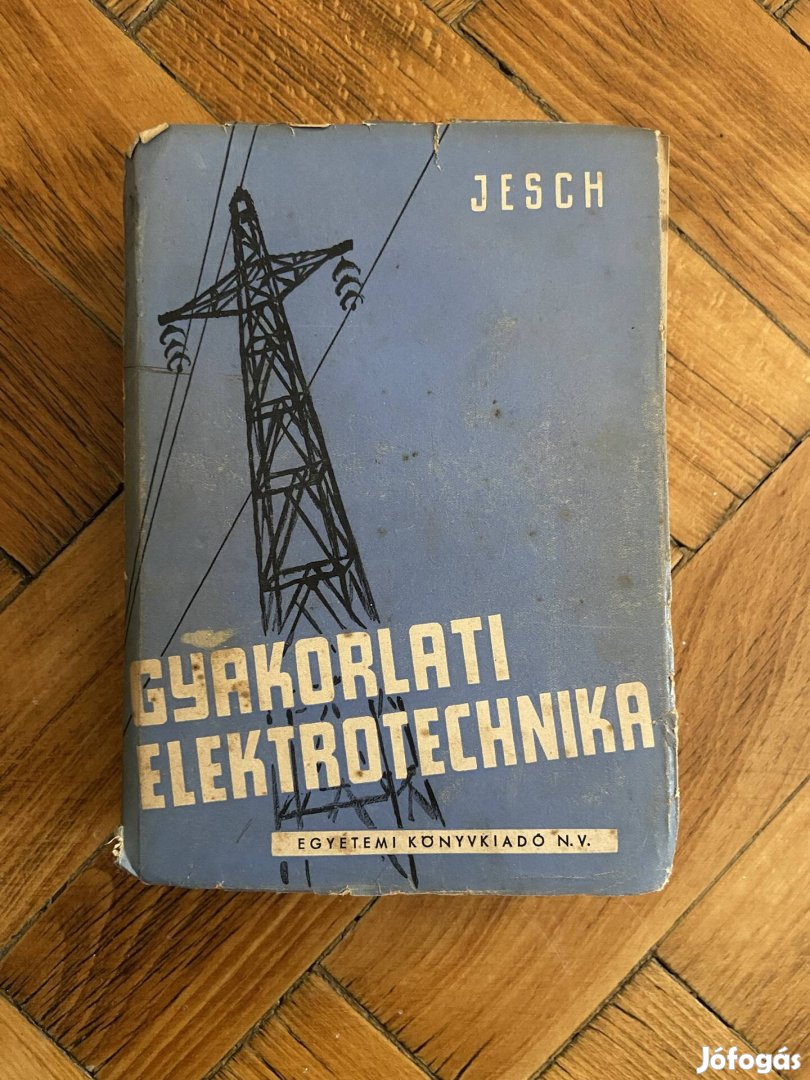 JESCH
GYAKORLATI
ELEKTROTECHNIKA
EGYETEMI KÖNYVKIADÓ N.V.
Jófogás